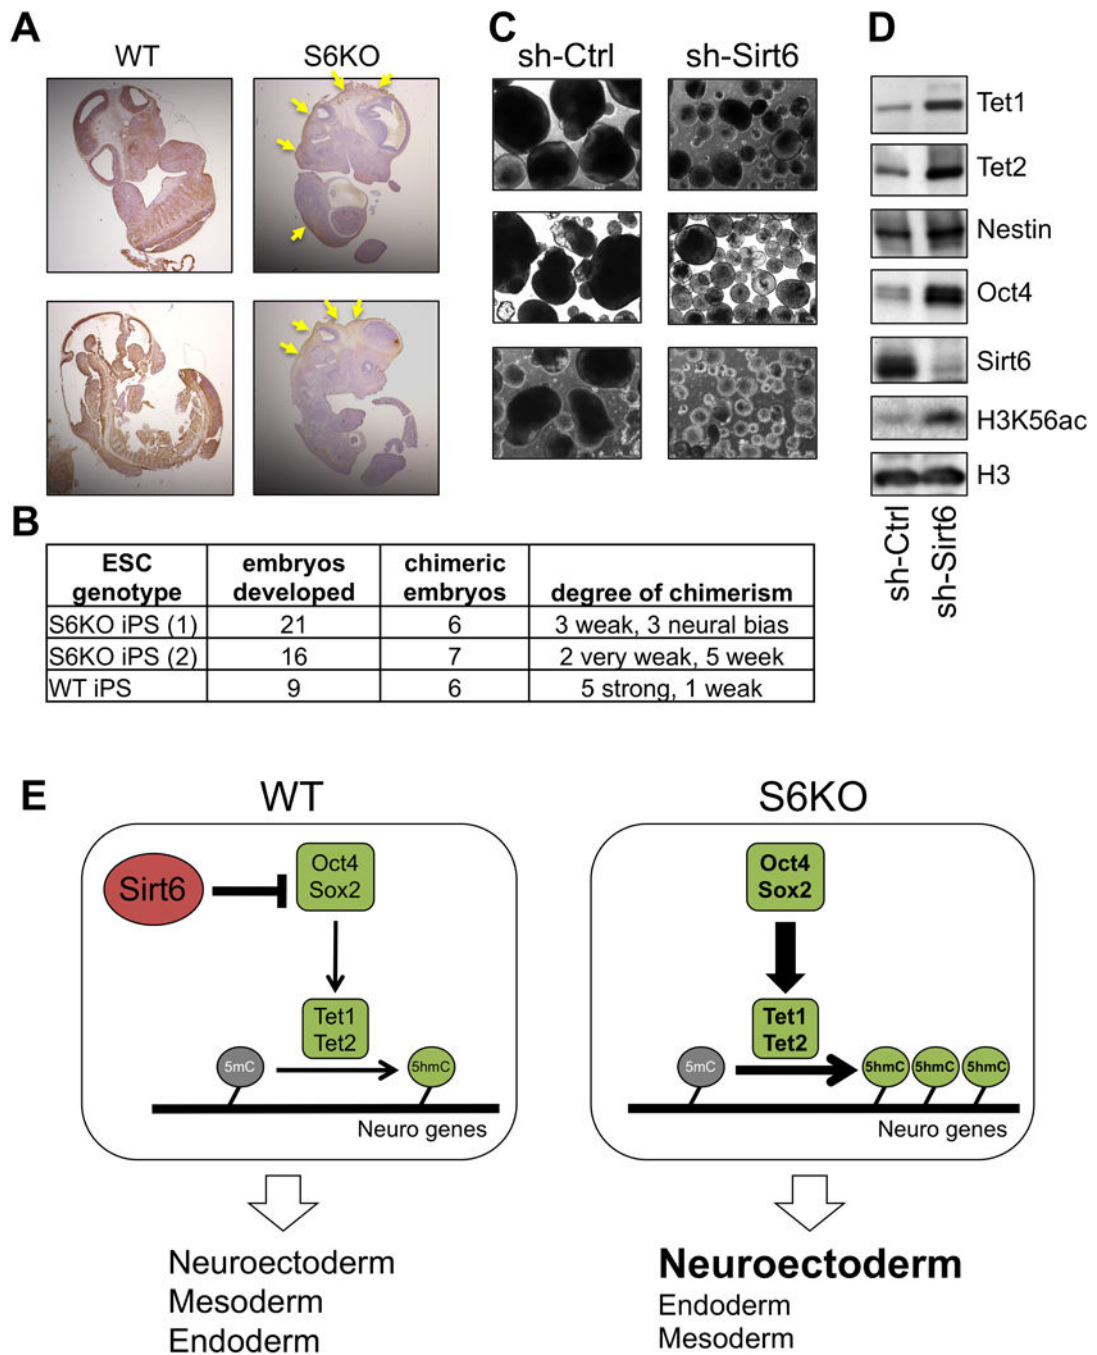 A
WT
S6KO
C
sh-Ctrl
sh-Sirt6
D
Tet1
Tet2
Nestin
Oct4
Sirt6
H3K56ac
H3
sh-Ctrl
sh-Sirt6
B
ESC genotype
embryos developed
chimeric embryos
degree of chimerism
S6KO iPS (1) 21 6 3 weak, 3 neural bias
S6KO iPS (2) 16 7 2 very weak, 5 week
WT iPS 9 6 5 strong, 1 weak
E
WT
Sirt6
Oct4
Sox2
Tet1
Tet2
5mC
5hmC
Neuro genes
Neuroectoderm
Mesoderm
Endoderm
S6KO
Oct4
Sox2
Tet1
Tet2
5mC
5hmC 5hmC 5hmC
Neuro genes
Neuroectoderm
Endoderm
Mesoderm